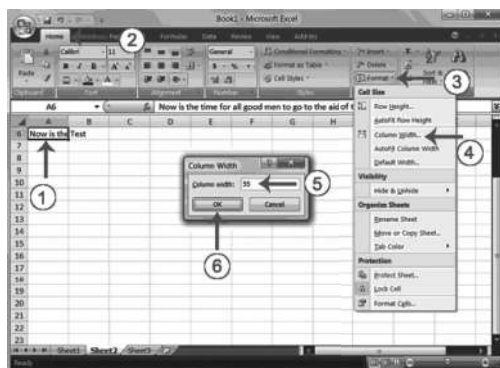 Book2 - Microsoft Excel
Home Formulas Data Review View Add-Ins
2
Calibri 11 General Conditional Formatting Insert
Paste B I U A A $ % , Format as Table Delete
Cell Styles Format 3 Sort &
Clipboard Font Alignment Number Styles
A6 fx Now is the time for all good men to go to the aid of
A B C D E F G H
6 Now is the Test
7
8
9
10
11
12
13
14
15
16
17
18
19
20
21
22
23
1
Column Width
Column width: 35 5
OK Cancel
6
Cell Size
Row Height...
AutoFit Row Height
Column Width... 4
AutoFit Column Width
Default Width...
Visibility
Hide & Unhide
Organize Sheets
Rename Sheet
Move or Copy Sheet...
Tab Color
Protection
Protect Sheet...
Lock Cell
Format Cells...
Sheet1 Sheet2 Sheet3
Ready